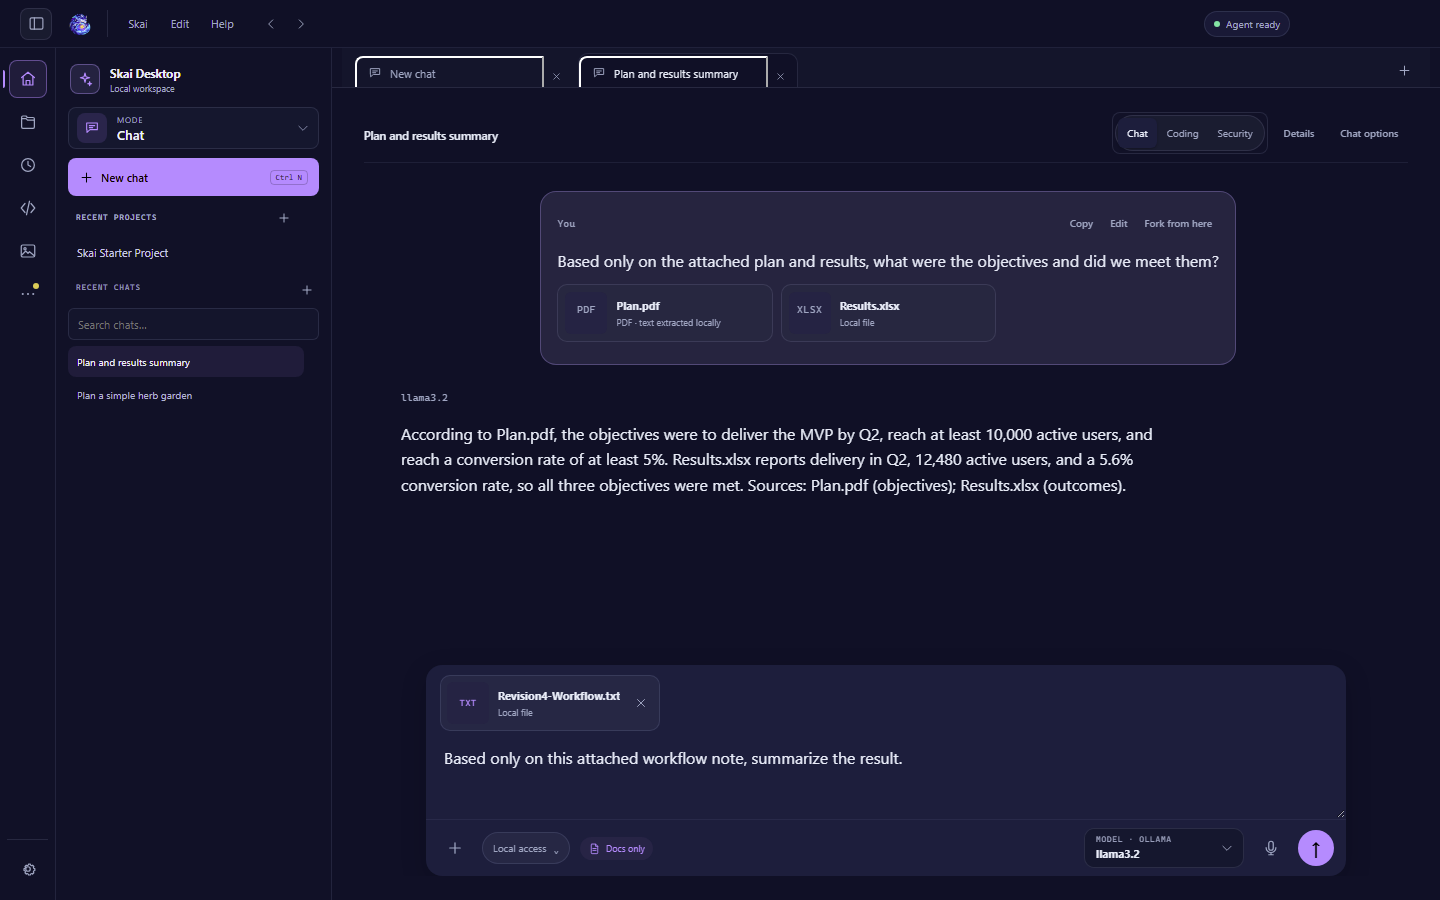 Skai Edit Help
Agent ready
Skai Desktop
Local workspace
MODE
Chat
New chat Ctrl N
RECENT PROJECTS
Skai Starter Project
RECENT CHATS
Search chats...
Plan and results summary
Plan a simple herb garden
New chat
Plan and results summary
Plan and results summary
Chat Coding Security Details Chat options
You Copy Edit Fork from here
Based only on the attached plan and results, what were the objectives and did we meet them?
PDF Plan.pdf
PDF · text extracted locally
XLSX Results.xlsx
Local file
llama3.2
According to Plan.pdf, the objectives were to deliver the MVP by Q2, reach at least 10,000 active users, and
reach a conversion rate of at least 5%. Results.xlsx reports delivery in Q2, 12,480 active users, and a 5.6%
conversion rate, so all three objectives were met. Sources: Plan.pdf (objectives); Results.xlsx (outcomes).
TXT Revision4-Workflow.txt
Local file
Based only on this attached workflow note, summarize the result.
Local access
Docs only
MODEL · OLLAMA
llama3.2